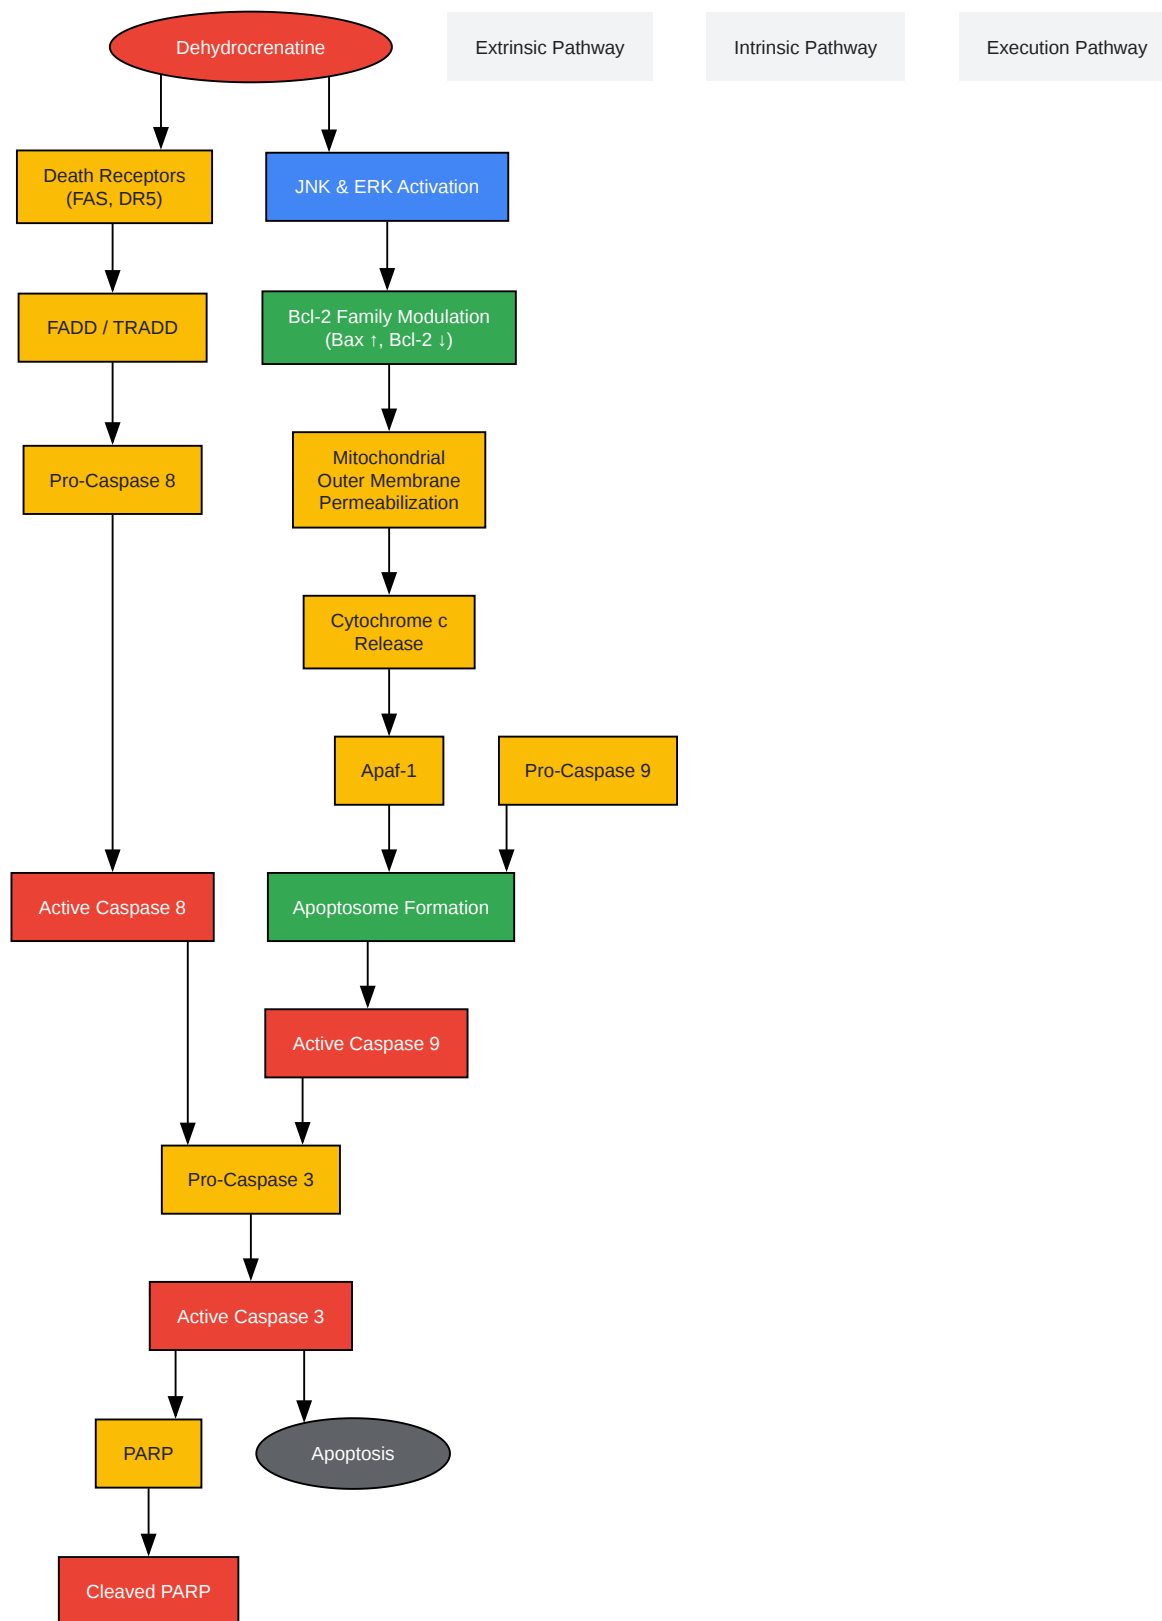 Dehydrocrenatine
Extrinsic Pathway
Intrinsic Pathway
Execution Pathway
Death Receptors
(FAS, DR5)
JNK & ERK Activation
FADD / TRADD
Bcl-2 Family Modulation
(Bax ↑, Bcl-2 ↓)
Pro-Caspase 8
Mitochondrial
Outer Membrane
Permeabilization
Cytochrome c
Release
Apaf-1
Pro-Caspase 9
Active Caspase 8
Apoptosome Formation
Active Caspase 9
Pro-Caspase 3
Active Caspase 3
PARP
Apoptosis
Cleaved PARP